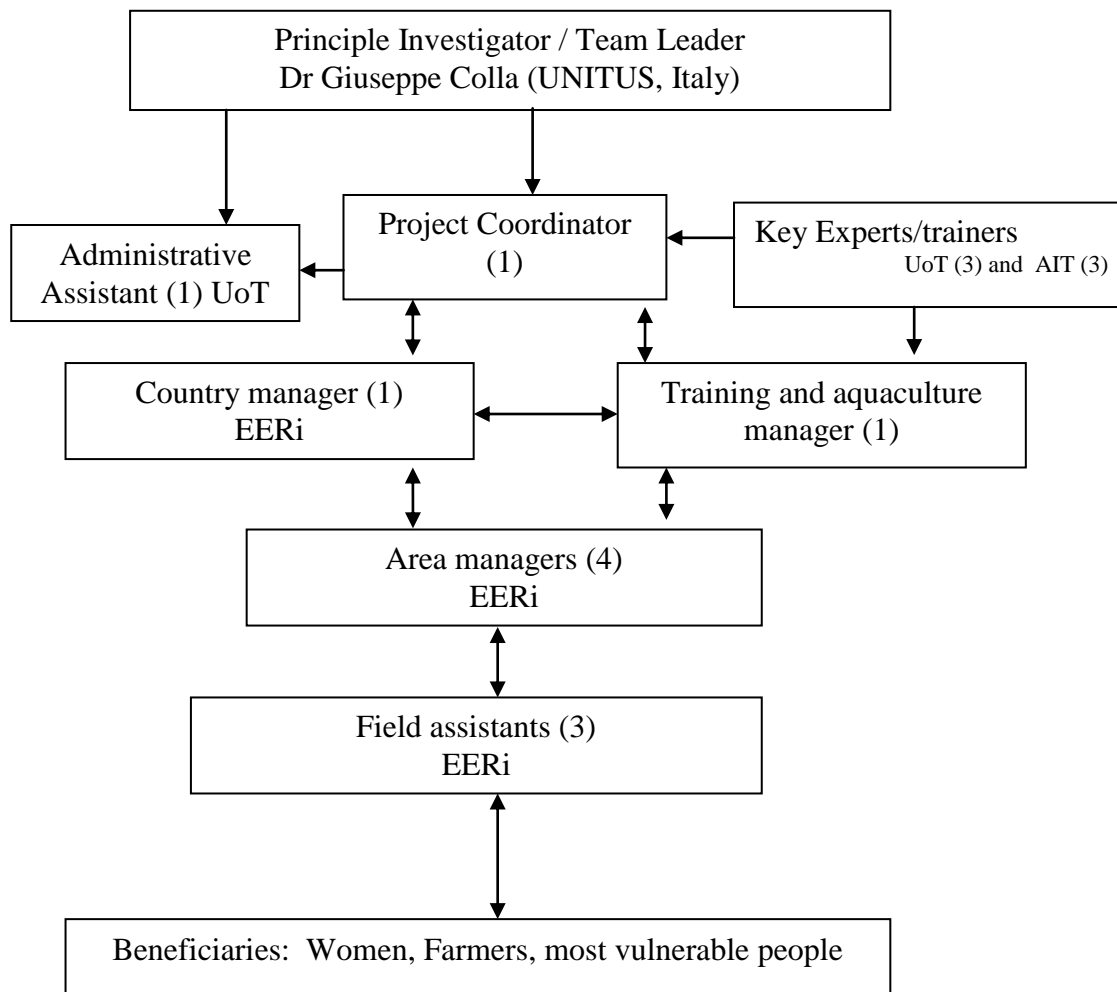 Principle Investigator / Team Leader
Dr Giuseppe Colla (UNITUS, Italy)
Project Coordinator
(1)
Key Experts/trainers
UoT (3) and AIT (3)
Administrative
Assistant (1) UoT
Country manager (1)
EERi
Training and aquaculture
manager (1)
Area managers (4)
EERi
Field assistants (3)
EERi
Beneficiaries: Women, Farmers, most vulnerable people